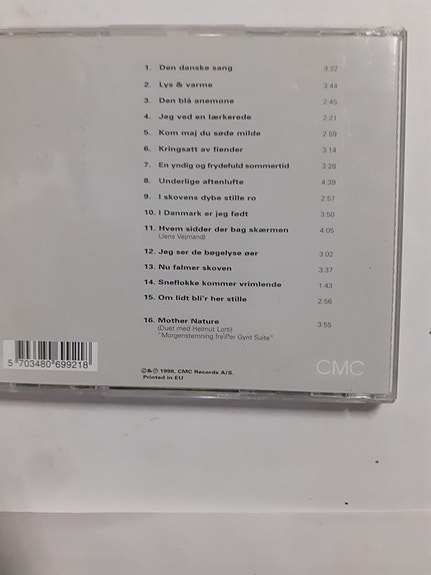 1. Den danske sang 3:22
2. Lys & varme 3:44
3. Den blå anemone 2:45
4. Jeg ved en lærkerede 2:21
5. Kom maj du søde milde 2:59
6. Kringsatt av fiender 3:14
7. En yndig og frydefuld sommertid 3:28
8. Underlige aftenlufte 4:39
9. I skovens dybe stille ro 2:57
10. I Danmark er jeg født 3:50
11. Hvem sidder der bag skærmen 4:05
(Jens Vejmand)
12. Jeg ser de bøgelyse øer 3:02
13. Nu falmer skoven 3:37
14. Sneflokke kommer vrimlende 1:43
15. Om lidt bli'r her stille 2:56
16. Mother Nature 3:55
(Duet med Helmut Lotti)
"Morgenstemning fra Per Gynt Suite"
5 703480 699218
©&℗ 1998, CMC Records A/S.
Printed in EU
CMC